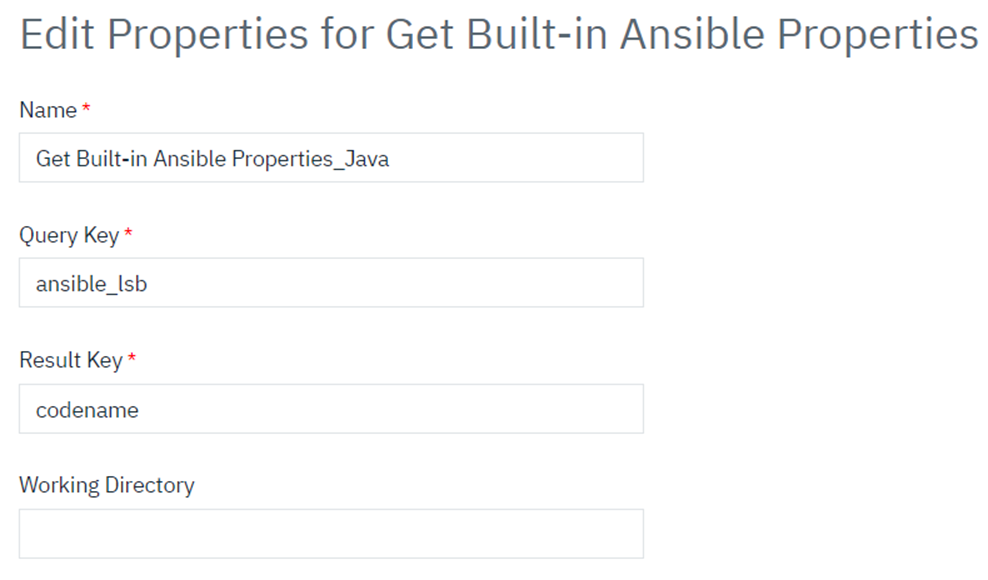 Edit Properties for Get Built-in Ansible Properties
Name *
Get Built-in Ansible Properties_Java
Query Key *
ansible_lsb
Result Key *
codename
Working Directory